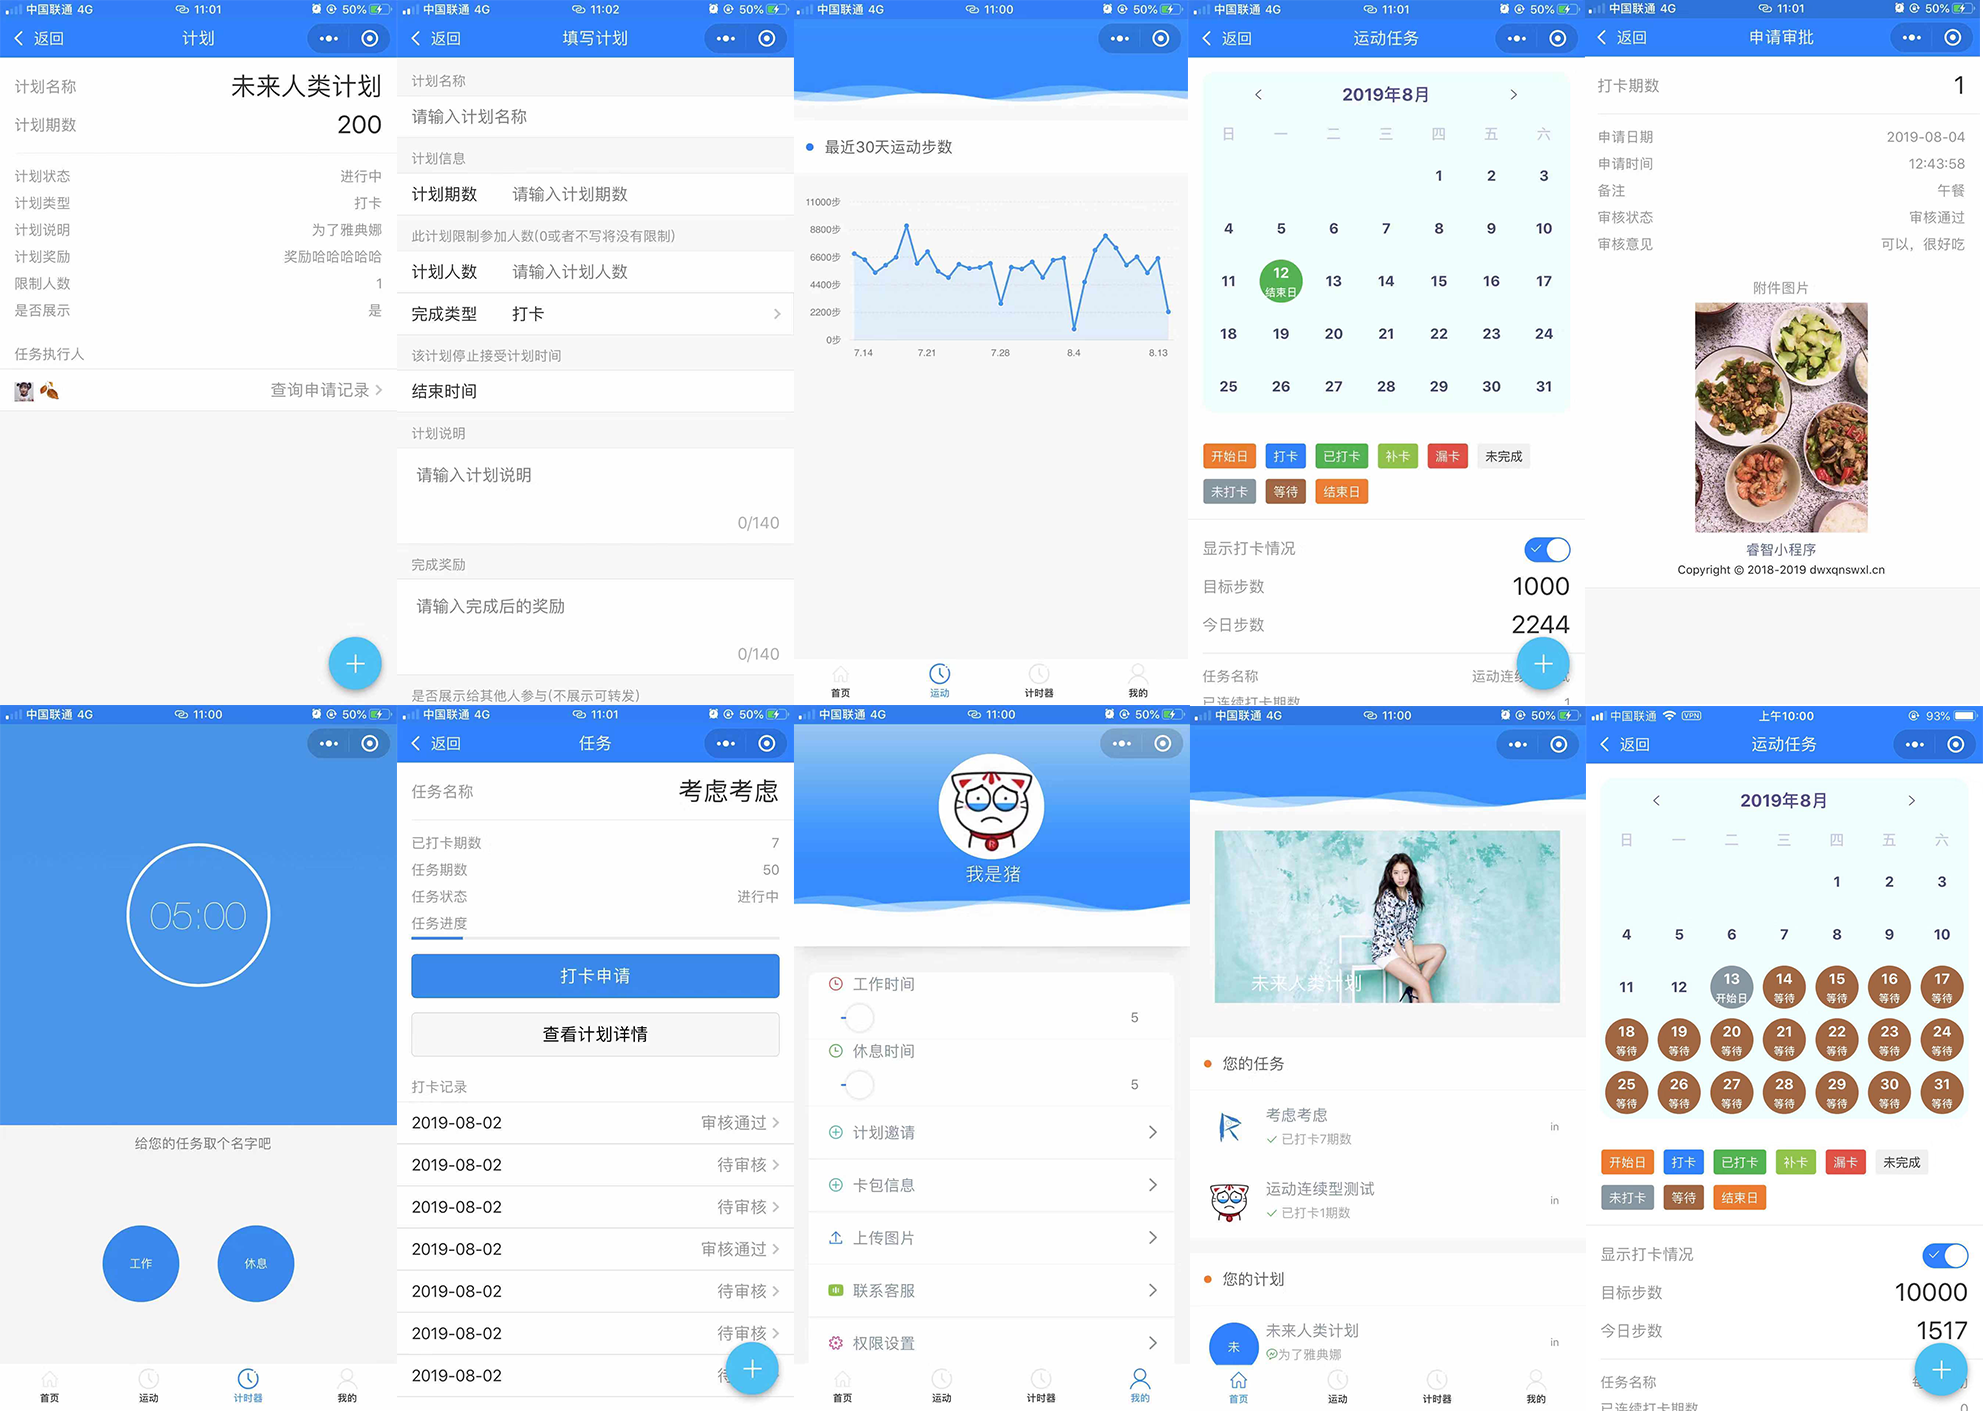 中国联通 4G
11:01
50%
返回
计划
计划名称
未来人类计划
计划期数
200
计划状态
进行中
计划类型
打卡
计划说明
为了雅典娜
计划奖励
奖励哈哈哈哈哈
限制人数
1
是否展示
是
任务执行人
查询申请记录
中国联通 4G
11:02
50%
返回
填写计划
计划名称
请输入计划名称
计划信息
计划期数
请输入计划期数
此计划限制参加人数(0或者不写将没有限制)
计划人数
请输入计划人数
完成类型
打卡
该计划停止接受计划时间
结束时间
计划说明
请输入计划说明
0/140
完成奖励
请输入完成后的奖励
0/140
是否展示给其他人参与(不展示可转发)
中国联通 4G
11:00
50%
最近30天运动步数
11000步
8800步
6600步
4400步
2200步
0步
7.14 7.21 7.28 8.4 8.13
首页 运动 计时器 我的
中国联通 4G
11:01
50%
返回
运动任务
2019年8月
日 一 二 三 四 五 六
1 2 3
4 5 6 7 8 9 10
11 12 13 14 15 16 17
结束日
18 19 20 21 22 23 24
25 26 27 28 29 30 31
开始日 打卡 已打卡 补卡 漏卡 未完成
未打卡 等待 结束日
显示打卡情况
目标步数
1000
今日步数
2244
任务名称
运动连续
已连续打卡期数
1
中国联通 4G
11:01
50%
返回
申请审批
打卡期数
1
申请日期
2019-08-04
申请时间
12:43:58
备注
午餐
审核状态
审核通过
审核意见
可以，很好吃
附件图片
睿智小程序
Copyright © 2018-2019 dwxqnswxl.cn
中国联通 4G
11:00
50%
05:00
给您的任务取个名字吧
工作 休息
首页 运动 计时器 我的
中国联通 4G
11:01
50%
返回
任务
任务名称
考虑考虑
已打卡期数
7
任务期数
50
任务状态
进行中
任务进度
打卡申请
查看计划详情
打卡记录
2019-08-02 审核通过
2019-08-02 待审核
2019-08-02 待审核
2019-08-02 审核通过
2019-08-02 待审核
2019-08-02 待审核
2019-08-02 待
中国联通 4G
11:00
50%
我是猪
工作时间
5
休息时间
5
计划邀请
卡包信息
上传图片
联系客服
权限设置
首页 运动 计时器 我的
中国联通 4G
11:00
50%
未来人类计划
您的任务
考虑考虑
已打卡7期数
in
运动连续型测试
已打卡1期数
in
您的计划
未
未来人类计划
为了雅典娜
in
首页 运动 计时器 我的
中国联通 VPN
上午10:00
93%
返回
运动任务
2019年8月
日 一 二 三 四 五 六
1 2 3
4 5 6 7 8 9 10
11 12 13 14 15 16 17
开始日 等待 等待 等待 等待
18 19 20 21 22 23 24
等待 等待 等待 等待 等待 等待 等待
25 26 27 28 29 30 31
等待 等待 等待 等待 等待 等待 等待
开始日 打卡 已打卡 补卡 漏卡 未完成
未打卡 等待 结束日
显示打卡情况
目标步数
10000
今日步数
1517
任务名称
已连续打卡期数
0